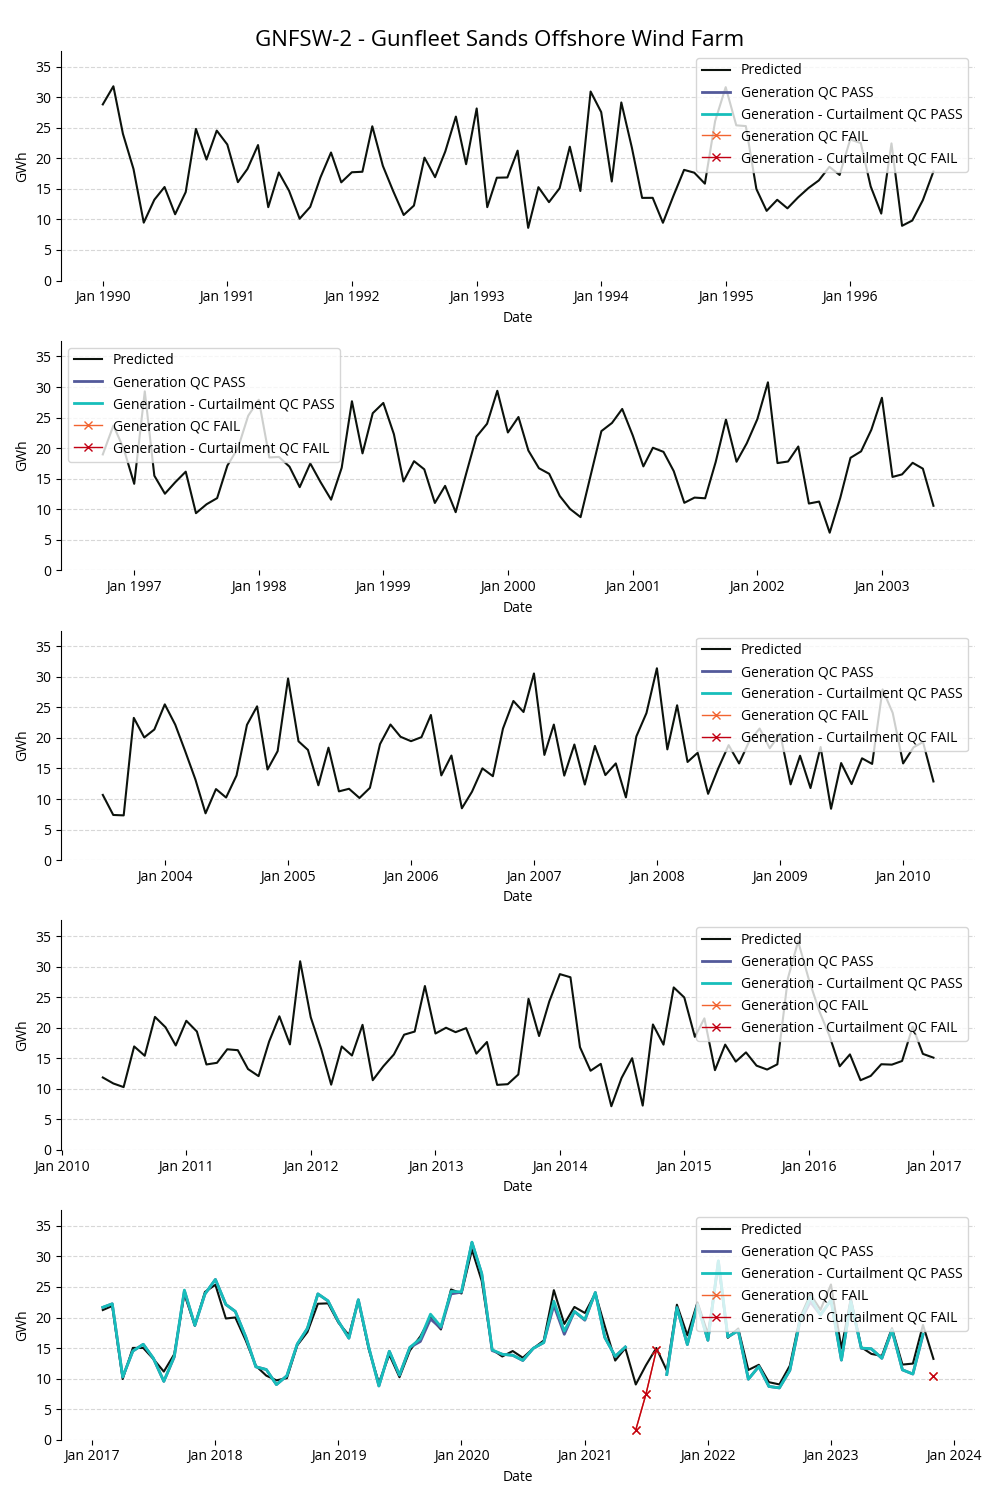 GNFSW-2 - Gunfleet Sands Offshore Wind Farm
35
30
25
20
15
10
5
0
GWh
Predicted
Generation QC PASS
Generation - Curtailment QC PASS
Generation QC FAIL
Generation - Curtailment QC FAIL
Jan 1990 Jan 1991 Jan 1992 Jan 1993 Jan 1994 Jan 1995 Jan 1996
Date
35
30
25
20
15
10
5
0
GWh
Predicted
Generation QC PASS
Generation - Curtailment QC PASS
Generation QC FAIL
Generation - Curtailment QC FAIL
Jan 1997 Jan 1998 Jan 1999 Jan 2000 Jan 2001 Jan 2002 Jan 2003
Date
35
30
25
20
15
10
5
0
GWh
Predicted
Generation QC PASS
Generation - Curtailment QC PASS
Generation QC FAIL
Generation - Curtailment QC FAIL
Jan 2004 Jan 2005 Jan 2006 Jan 2007 Jan 2008 Jan 2009 Jan 2010
Date
35
30
25
20
15
10
5
0
GWh
Predicted
Generation QC PASS
Generation - Curtailment QC PASS
Generation QC FAIL
Generation - Curtailment QC FAIL
Jan 2010 Jan 2011 Jan 2012 Jan 2013 Jan 2014 Jan 2015 Jan 2016 Jan 2017
Date
35
30
25
20
15
10
5
0
GWh
Predicted
Generation QC PASS
Generation - Curtailment QC PASS
Generation QC FAIL
Generation - Curtailment QC FAIL
Jan 2017 Jan 2018 Jan 2019 Jan 2020 Jan 2021 Jan 2022 Jan 2023 Jan 2024
Date